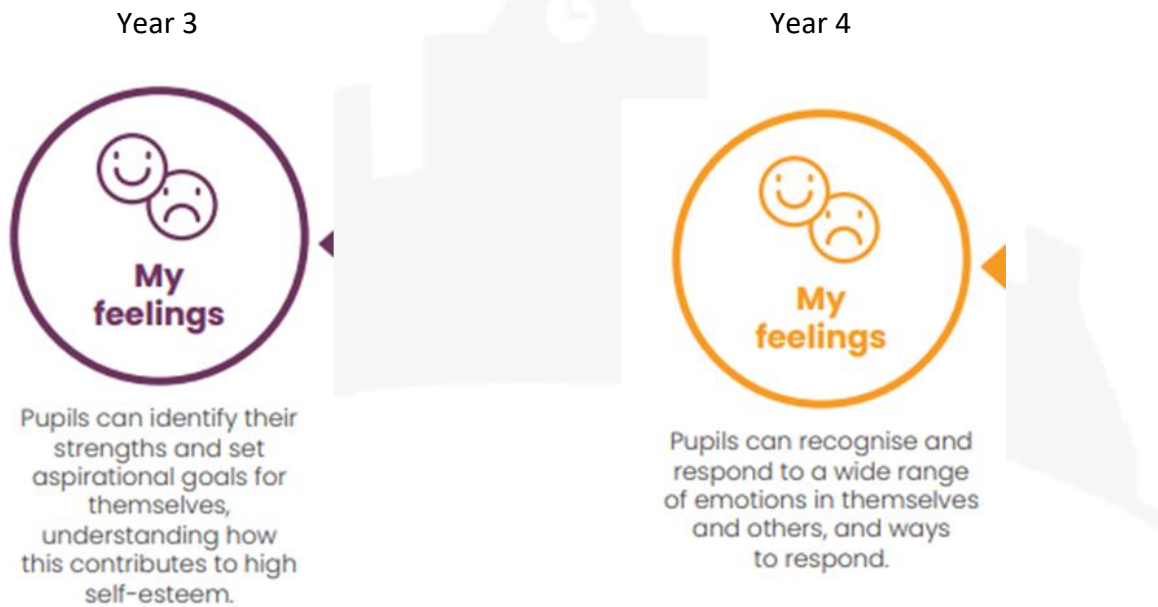 Year 3
My
feelings
Pupils can identify their
strengths and set
aspirational goals for
themselves,
understanding how
this contributes to high
self-esteem.
Year 4
My
feelings
Pupils can recognise and
respond to a wide range
of emotions in themselves
and others, and ways
to respond.